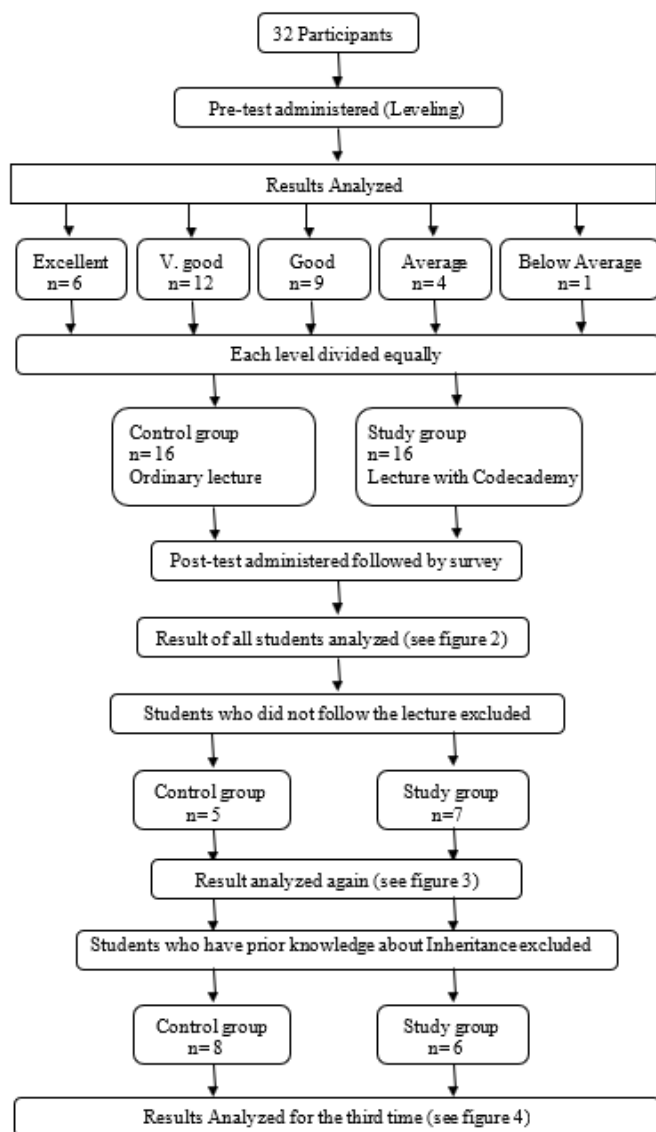 32 Participants
Pre-test administered (Leveling)
Results Analyzed
Excellent
n= 6
V. good
n= 12
Good
n= 9
Average
n= 4
Below Average
n= 1
Each level divided equally
Control group
n= 16
Ordinary lecture
Study group
n= 16
Lecture with Codecademy
Post-test administered followed by survey
Result of all students analyzed (see figure 2)
Students who did not follow the lecture excluded
Control group
n= 5
Study group
n=7
Result analyzed again (see figure 3)
Students who have prior knowledge about Inheritance excluded
Control group
n= 8
Study group
n= 6
Results Analyzed for the third time (see figure 4)